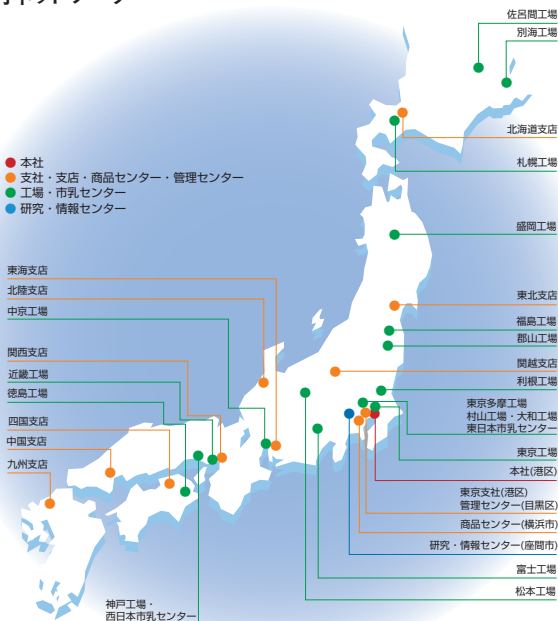 佐呂間工場
別海工場
北海道支店
札幌工場
本社
支社・支店・商品センター・管理センター
工場・市乳センター
研究・情報センター
盛岡工場
東海支店
北陸支店
中京工場
関西支店
近畿工場
徳島工場
四国支店
中国支店
九州支店
東北支店
福島工場
郡山工場
関越支店
利根工場
東京多摩工場
村山工場・大和工場
東日本市乳センター
東京工場
本社(港区)
東京支社(港区)
管理センター(目黒区)
商品センター(横浜市)
研究・情報センター(座間市)
富士工場
松本工場
神戸工場・
西日本市乳センター